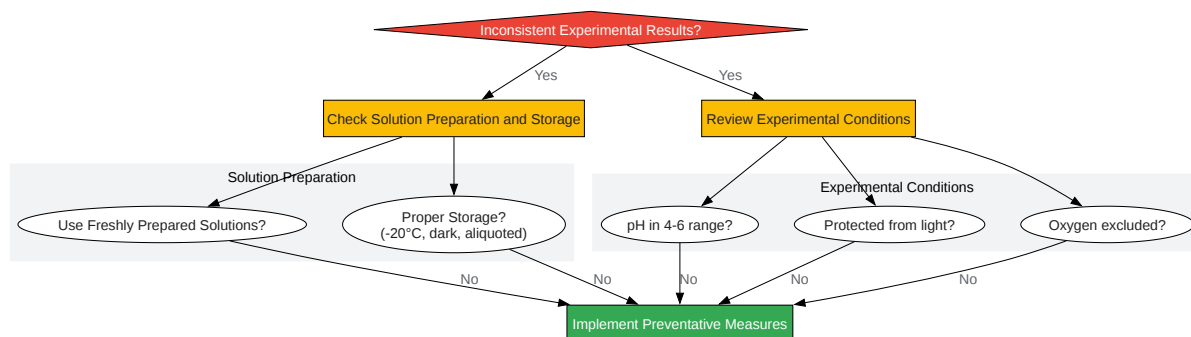 Inconsistent Experimental Results?
Yes
Yes
Check Solution Preparation and Storage
Review Experimental Conditions
Solution Preparation
Experimental Conditions
Use Freshly Prepared Solutions?
Proper Storage?
(-20°C, dark, aliquoted)
pH in 4-6 range?
Protected from light?
Oxygen excluded?
No
No
No
No
No
Implement Preventative Measures